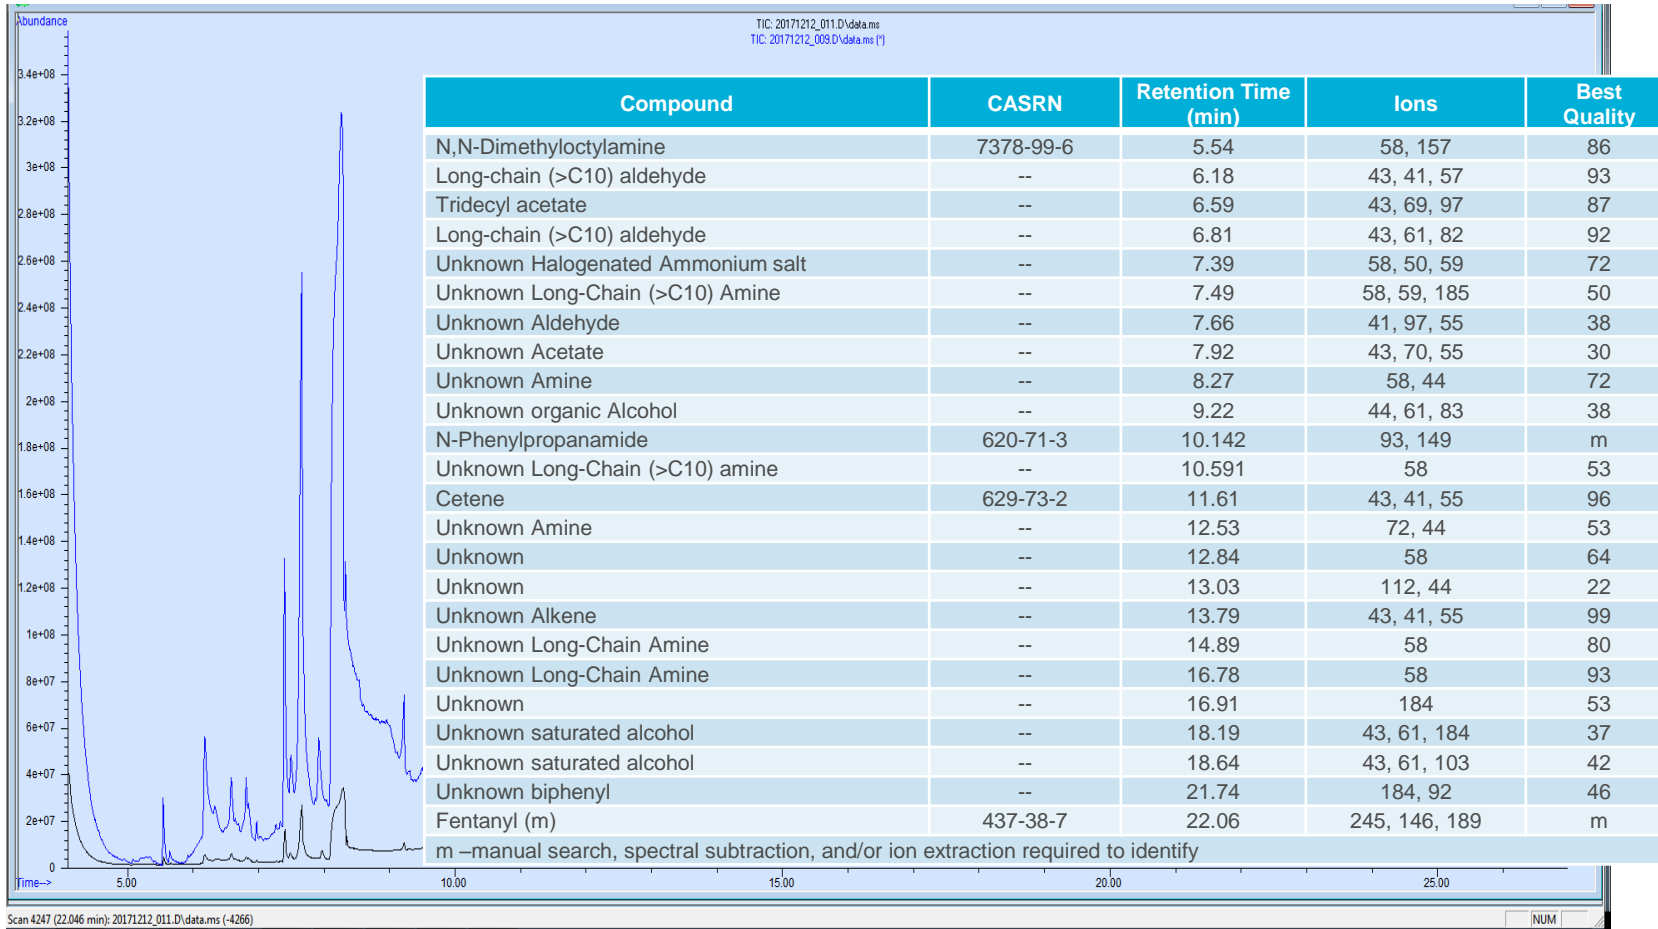 Abundance
TIC: 20171212_011.D\data.ms
TIC: 20171212_009.D\data.ms (*)
3.4e+08
3.2e+08
3e+08
2.8e+08
2.6e+08
2.4e+08
2.2e+08
2e+08
1.8e+08
1.6e+08
1.4e+08
1.2e+08
1e+08
8e+07
6e+07
4e+07
2e+07
0
Time-->
5.00 10.00 15.00 20.00 25.00
Compound CASRN Retention Time (min) Ions Best Quality
N,N-Dimethyloctylamine 7378-99-6 5.54 58, 157 86
Long-chain (>C10) aldehyde -- 6.18 43, 41, 57 93
Tridecyl acetate -- 6.59 43, 69, 97 87
Long-chain (>C10) aldehyde -- 6.81 43, 61, 82 92
Unknown Halogenated Ammonium salt -- 7.39 58, 50, 59 72
Unknown Long-Chain (>C10) Amine -- 7.49 58, 59, 185 50
Unknown Aldehyde -- 7.66 41, 97, 55 38
Unknown Acetate -- 7.92 43, 70, 55 30
Unknown Amine -- 8.27 58, 44 72
Unknown organic Alcohol -- 9.22 44, 61, 83 38
N-Phenylpropanamide 620-71-3 10.142 93, 149 m
Unknown Long-Chain (>C10) amine -- 10.591 58 53
Cetene 629-73-2 11.61 43, 41, 55 96
Unknown Amine -- 12.53 72, 44 53
Unknown -- 12.84 58 64
Unknown -- 13.03 112, 44 22
Unknown Alkene -- 13.79 43, 41, 55 99
Unknown Long-Chain Amine -- 14.89 58 80
Unknown Long-Chain Amine -- 16.78 58 93
Unknown -- 16.91 184 53
Unknown saturated alcohol -- 18.19 43, 61, 184 37
Unknown saturated alcohol -- 18.64 43, 61, 103 42
Unknown biphenyl -- 21.74 184, 92 46
Fentanyl (m) 437-38-7 22.06 245, 146, 189 m
m –manual search, spectral subtraction, and/or ion extraction required to identify
Scan 4247 (22.046 min): 20171212_011.D\data.ms (-4266)
NUM